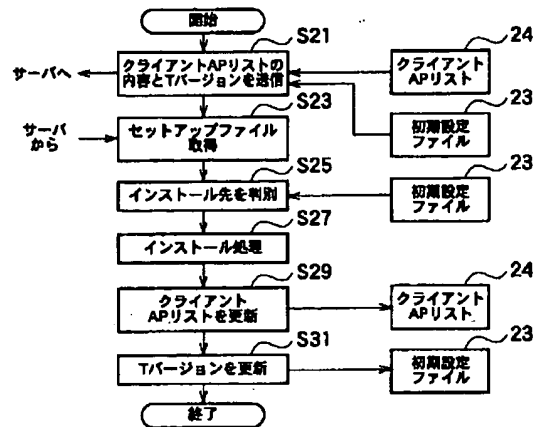 開始
S21
クライアントAPリストの
内容とTバージョンを送信
サーバへ
24
クライアント
APリスト
23
初期設定
ファイル
S23
サーバ
から
セットアップファイル
取得
S25
インストール先を判別
23
初期設定
ファイル
S27
インストール処理
S29
クライアント
APリストを更新
24
クライアント
APリスト
S31
Tバージョンを更新
23
初期設定
ファイル
終了